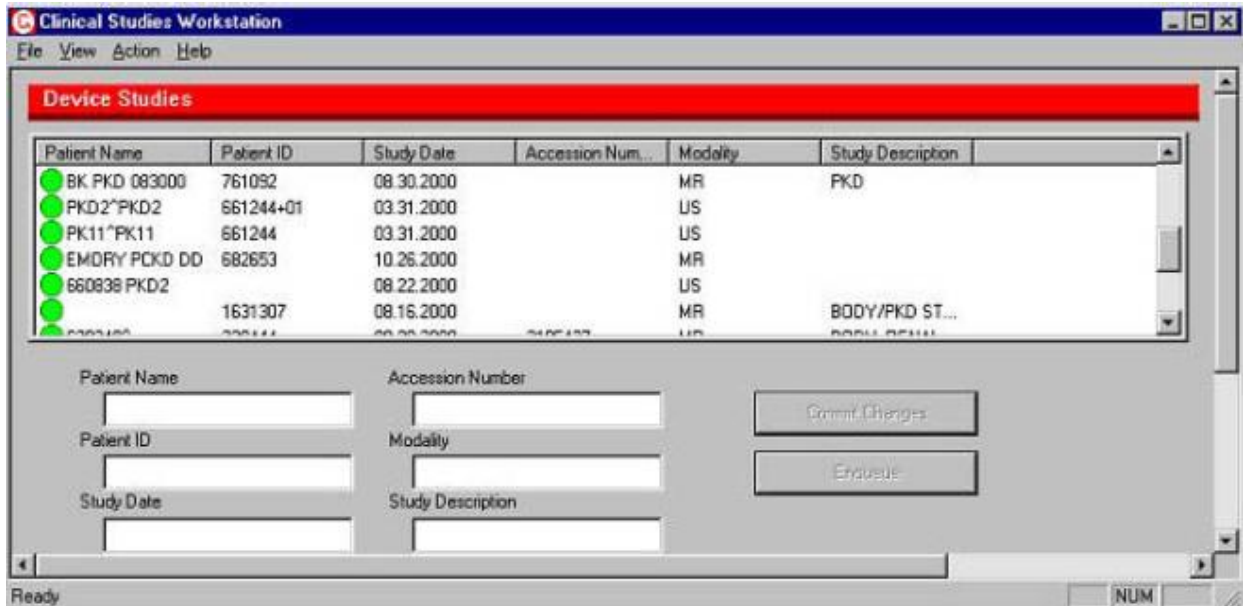 Clinical Studies Workstation
File View Action Help
Device Studies
Patient Name Patient ID Study Date Accession Num... Modality Study Description
BK PKD 083000 761092 08.30.2000 MR PKD
PKD2^PKD2 661244+01 03.31.2000 US
PK11^PK11 661244 03.31.2000 US
EMORY PCKD DD 682653 10.26.2000 MR
660838 PKD2 08.22.2000 US
1631307 08.16.2000 MR BODY/PKD ST...
Patient Name Accession Number
Commit Changes
Patient ID Modality
Enqueue
Study Date Study Description
Ready NUM